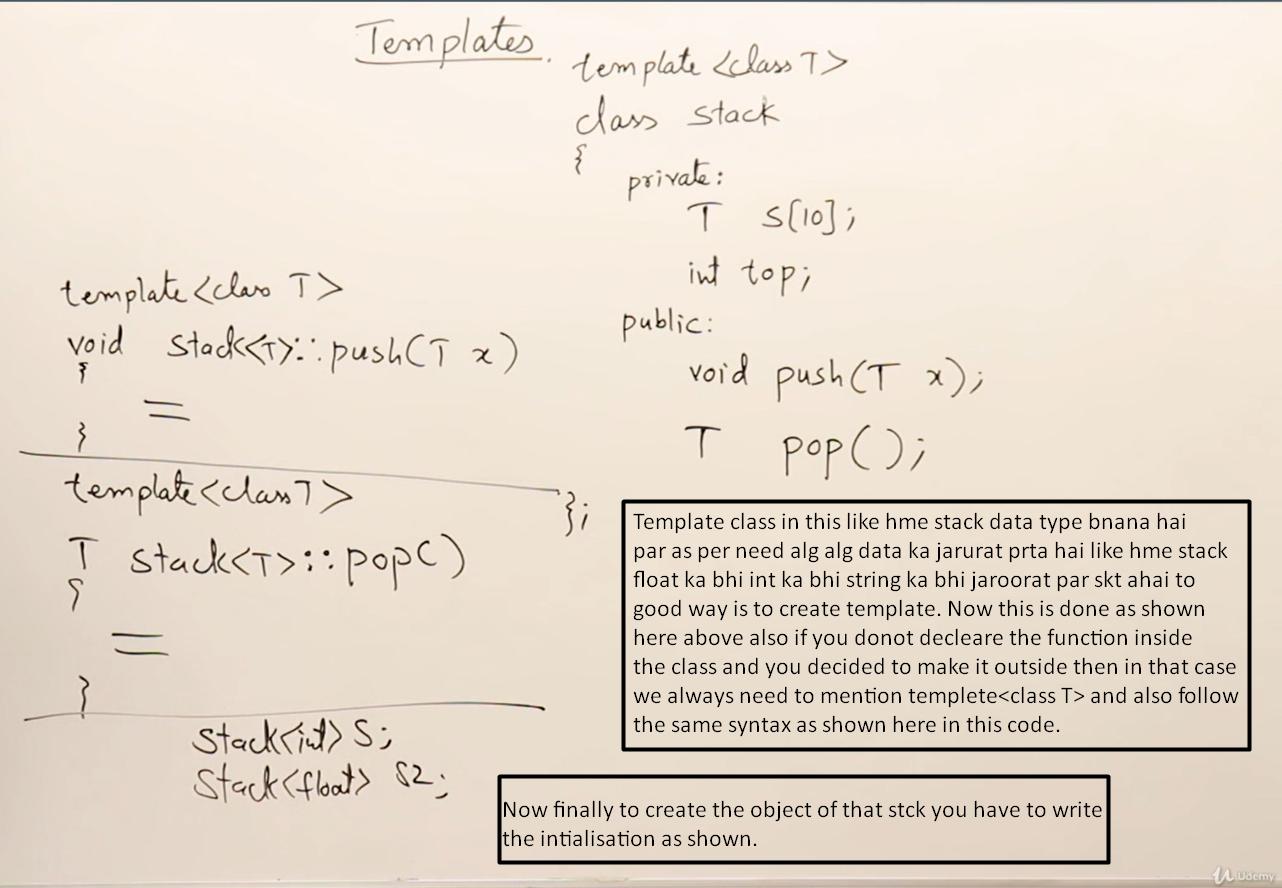 Templates.
template <class T>
class Stack
{
private:
T S[10];
int top;
public:
void push(T x);
T pop();
};
template<class T>
void Stack<T>::push(T x)
{
=
}
template<class T>
T Stack<T>::pop()
{
=
}
Stack<int> S;
Stack<float> S2;
Template class in this like hme stack data type bnana hai
par as per need alg alg data ka jarurat prta hai like hme stack
float ka bhi int ka bhi string ka bhi jaroorat par skt ahai to
good way is to create template. Now this is done as shown
here above also if you donot decleare the function inside
the class and you decided to make it outside then in that case
we always need to mention templete<class T> and also follow
the same syntax as shown here in this code.
Now finally to create the object of that stck you have to write
the intialisation as shown.
Udemy